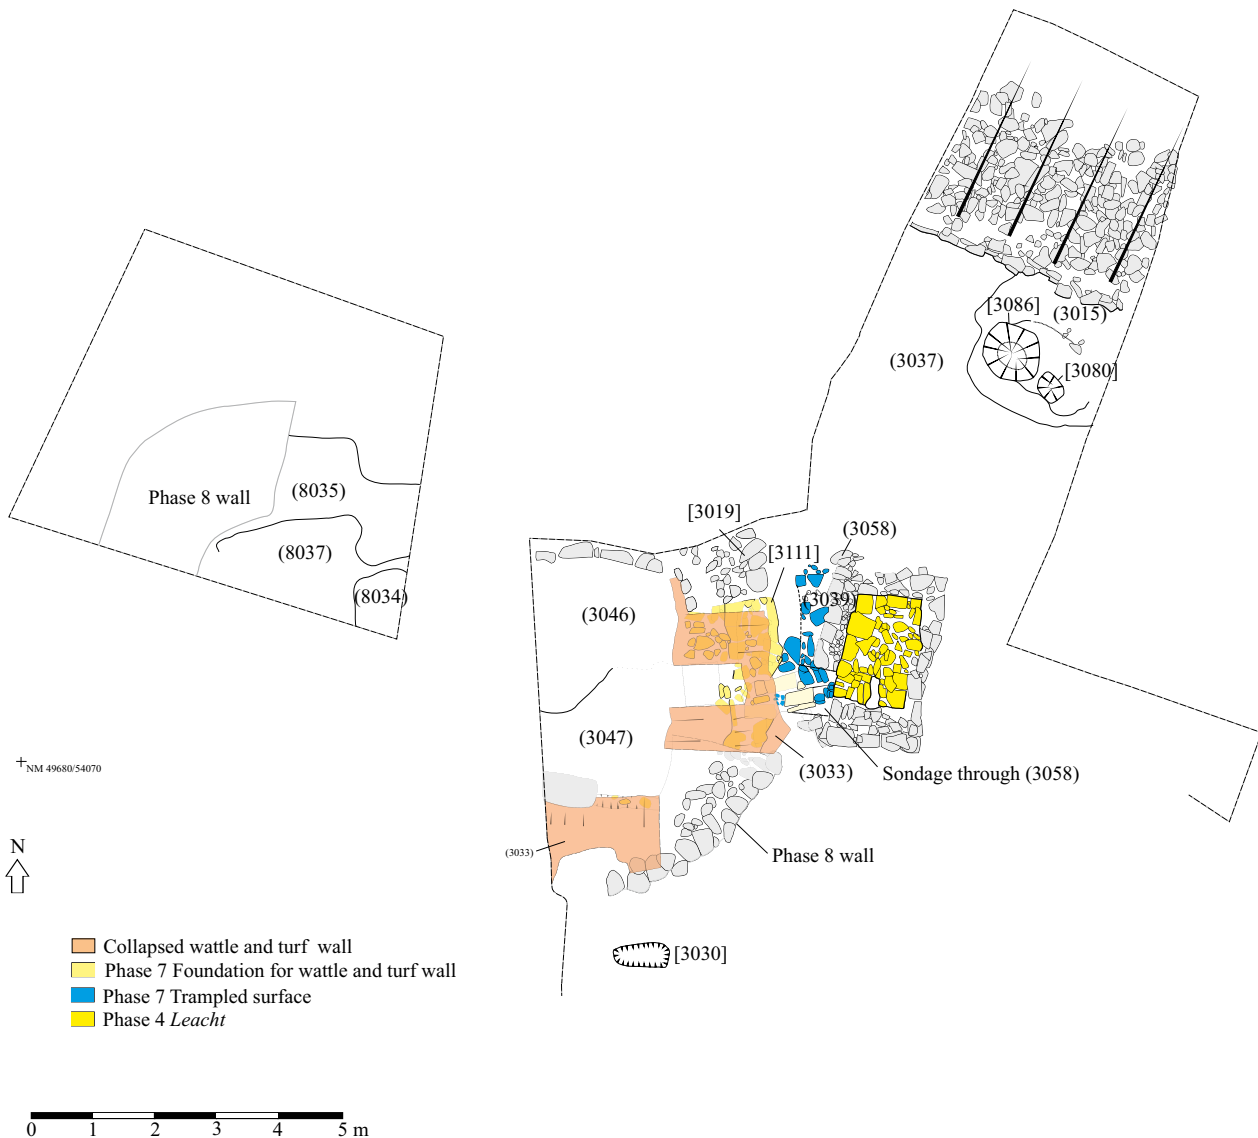 [3086]
(3015)
(3037)
[3080]
Phase 8 wall
(8035)
(8037)
(8034)
[3019]
[3111]
(3058)
(3039)
(3046)
(3047)
(3033)
Sondage through (3058)
NM 49680/54070
(3033)
Phase 8 wall
N
[3030]
Collapsed wattle and turf wall
Phase 7 Foundation for wattle and turf wall
Phase 7 Trampled surface
Phase 4 Leacht
0 1 2 3 4 5 m